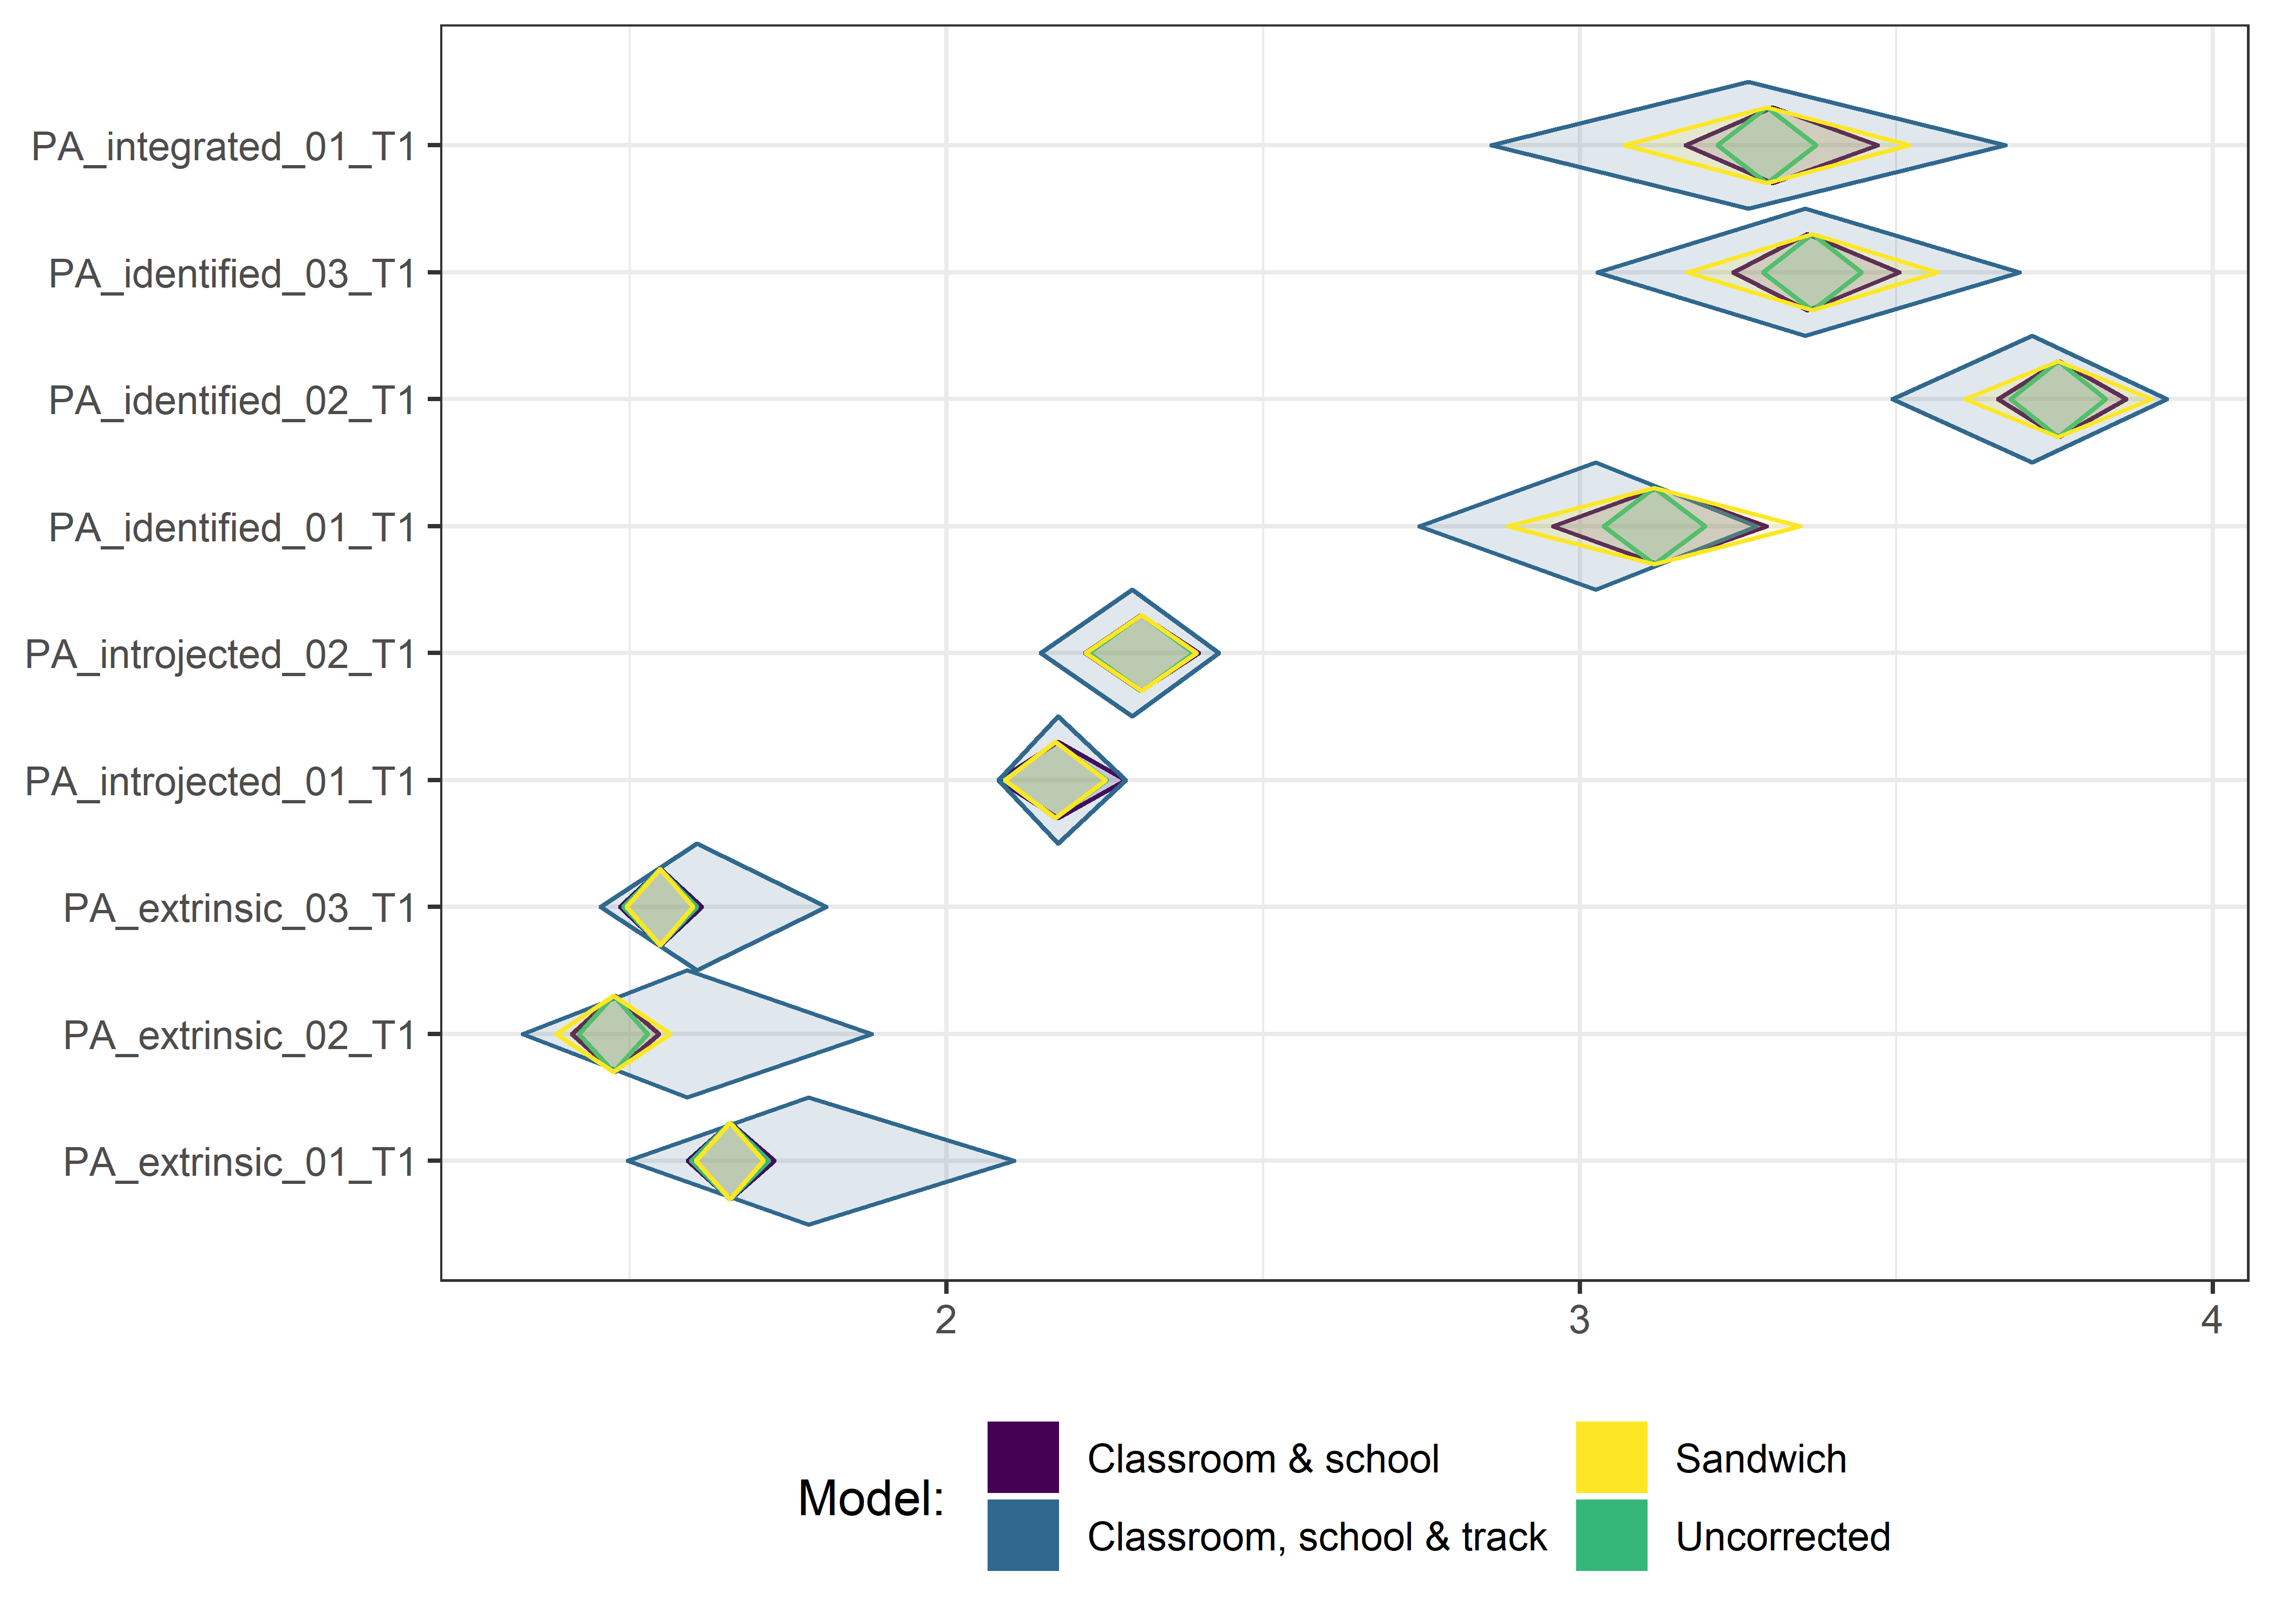 PA_integrated_01_T1
PA_identified_03_T1
PA_identified_02_T1
PA_identified_01_T1
PA_introjected_02_T1
PA_introjected_01_T1
PA_extrinsic_03_T1
PA_extrinsic_02_T1
PA_extrinsic_01_T1
2 3 4
Model:
Classroom & school
Classroom, school & track
Sandwich
Uncorrected